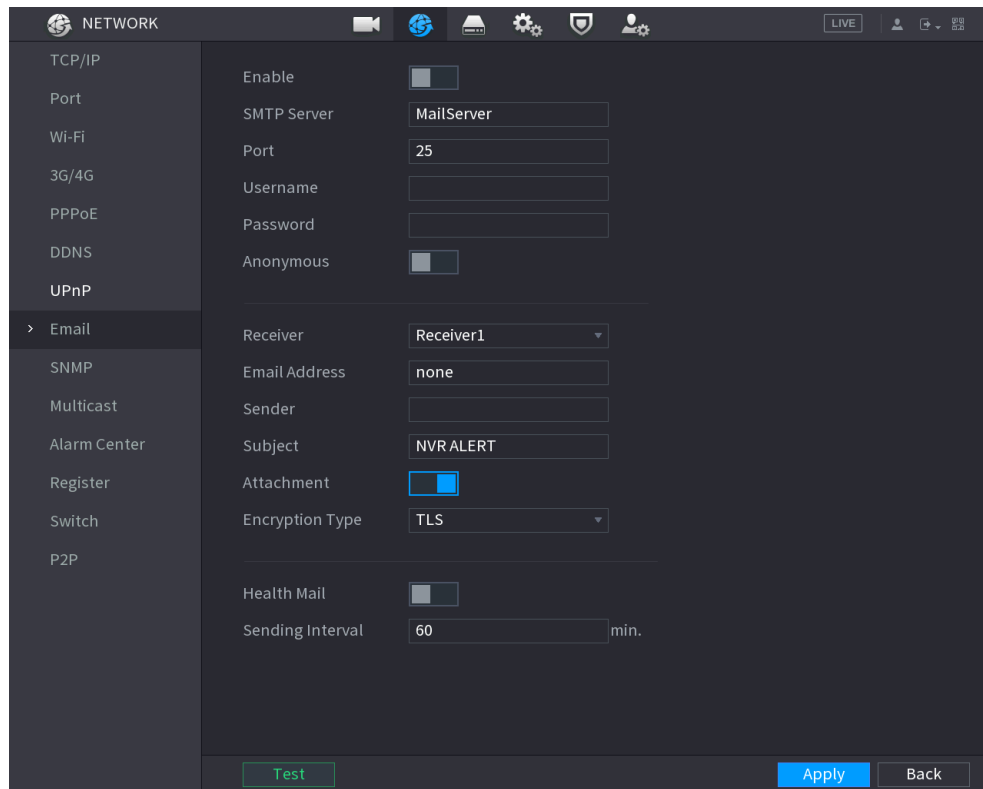 NETWORK
LIVE
TCP/IP
Port
Wi-Fi
3G/4G
PPPoE
DDNS
UPnP
Email
SNMP
Multicast
Alarm Center
Register
Switch
P2P
Enable
SMTP Server MailServer
Port 25
Username
Password
Anonymous
Receiver Receiver1
Email Address none
Sender
Subject NVR ALERT
Attachment
Encryption Type TLS
Health Mail
Sending Interval 60 min.
Test Apply Back